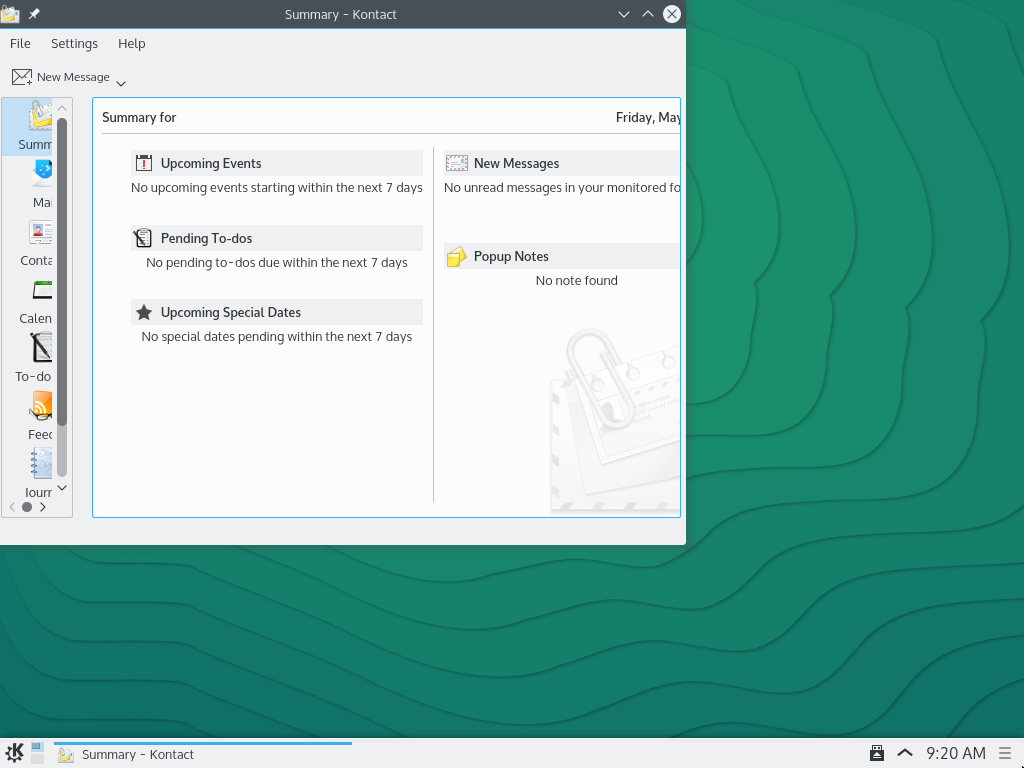 Summary - Kontact
File Settings Help
New Message
Summ
Mai
Conta
Calen
To-do
Feed
Journ
Summary for
Friday, May
Upcoming Events
No upcoming events starting within the next 7 days
Pending To-dos
No pending to-dos due within the next 7 days
Upcoming Special Dates
No special dates pending within the next 7 days
New Messages
No unread messages in your monitored fo
Popup Notes
No note found
Summary - Kontact
9:20 AM